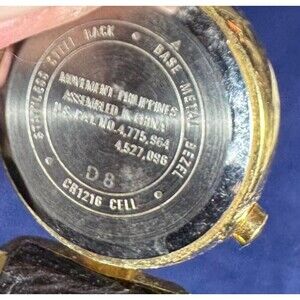 STAINLESS STEEL BACK • BASE METAL BEZEL
MOVEMENT PHILIPPINES
ASSEMBLED IN CHINA
U.S. PAT. NO. 4,775,964
4,527,096
D8
• CR1216 CELL •